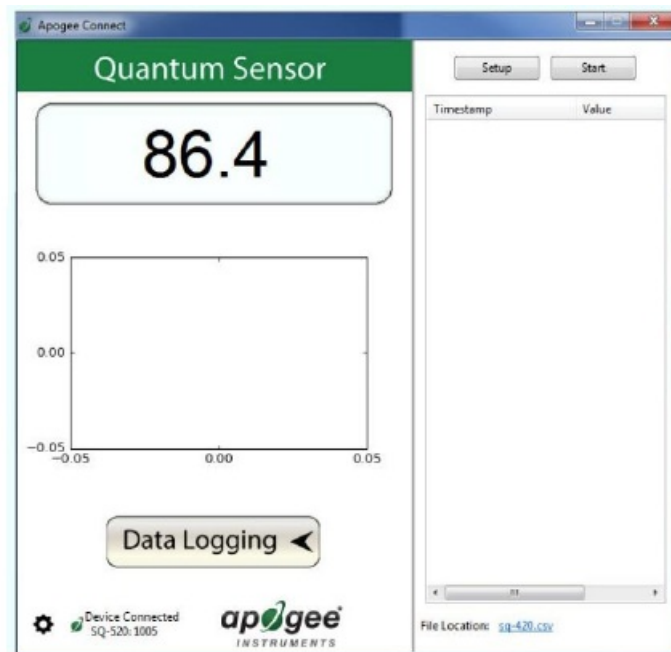 Apogee Connect
Quantum Sensor
86.4
0.05
0.00
−0.05
−0.05 0.00 0.05
Data Logging
Device Connected
SQ-520: 1005
apogee
INSTRUMENTS
Setup Start
Timestamp Value
File Location: sq-420.csv